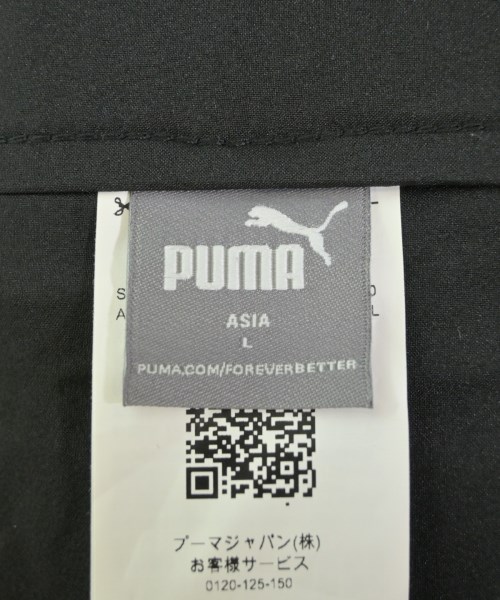 PUMA
ASIA
L
PUMA.COM/FOREVERBETTER
プーマジャパン(株)
お客様サービス
0120-125-150